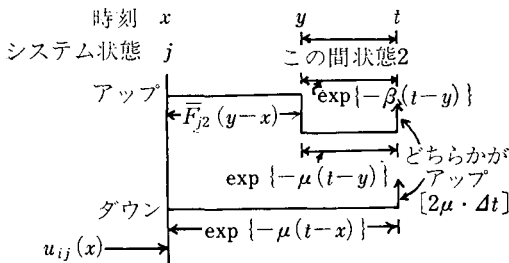 時刻 x y t
システム状態 j この間状態2
アップ
exp{-β(t-y)}
F̅j2(y-x)
どちらかが
アップ
exp{-μ(t-y)}
[2μ・Δt]
ダウン
exp{-μ(t-x)}
uij(x)